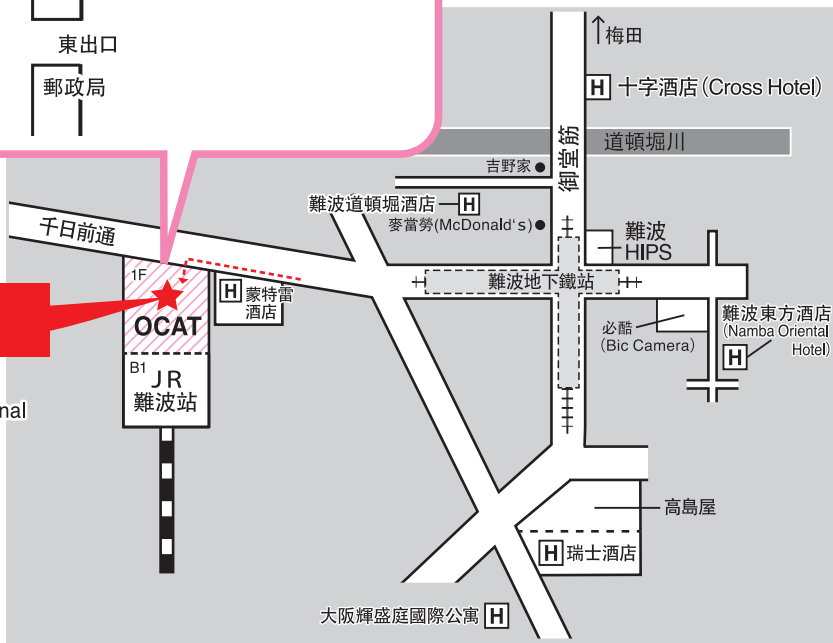 東出口
郵政局
梅田
H 十字酒店(Cross Hotel)
道頓堀川
御堂筋
吉野家
難波道頓堀酒店 H
麥當勞(McDonald's)
難波
HIPS
千日前通
1F
OCAT
H 蒙特雷
酒店
難波地下鐵站
必酷
(Bic Camera)
難波東方酒店
(Namba Oriental
Hotel)
H
B1
JR
難波站
nal
高島屋
H 瑞士酒店
大阪輝盛庭國際公寓 H